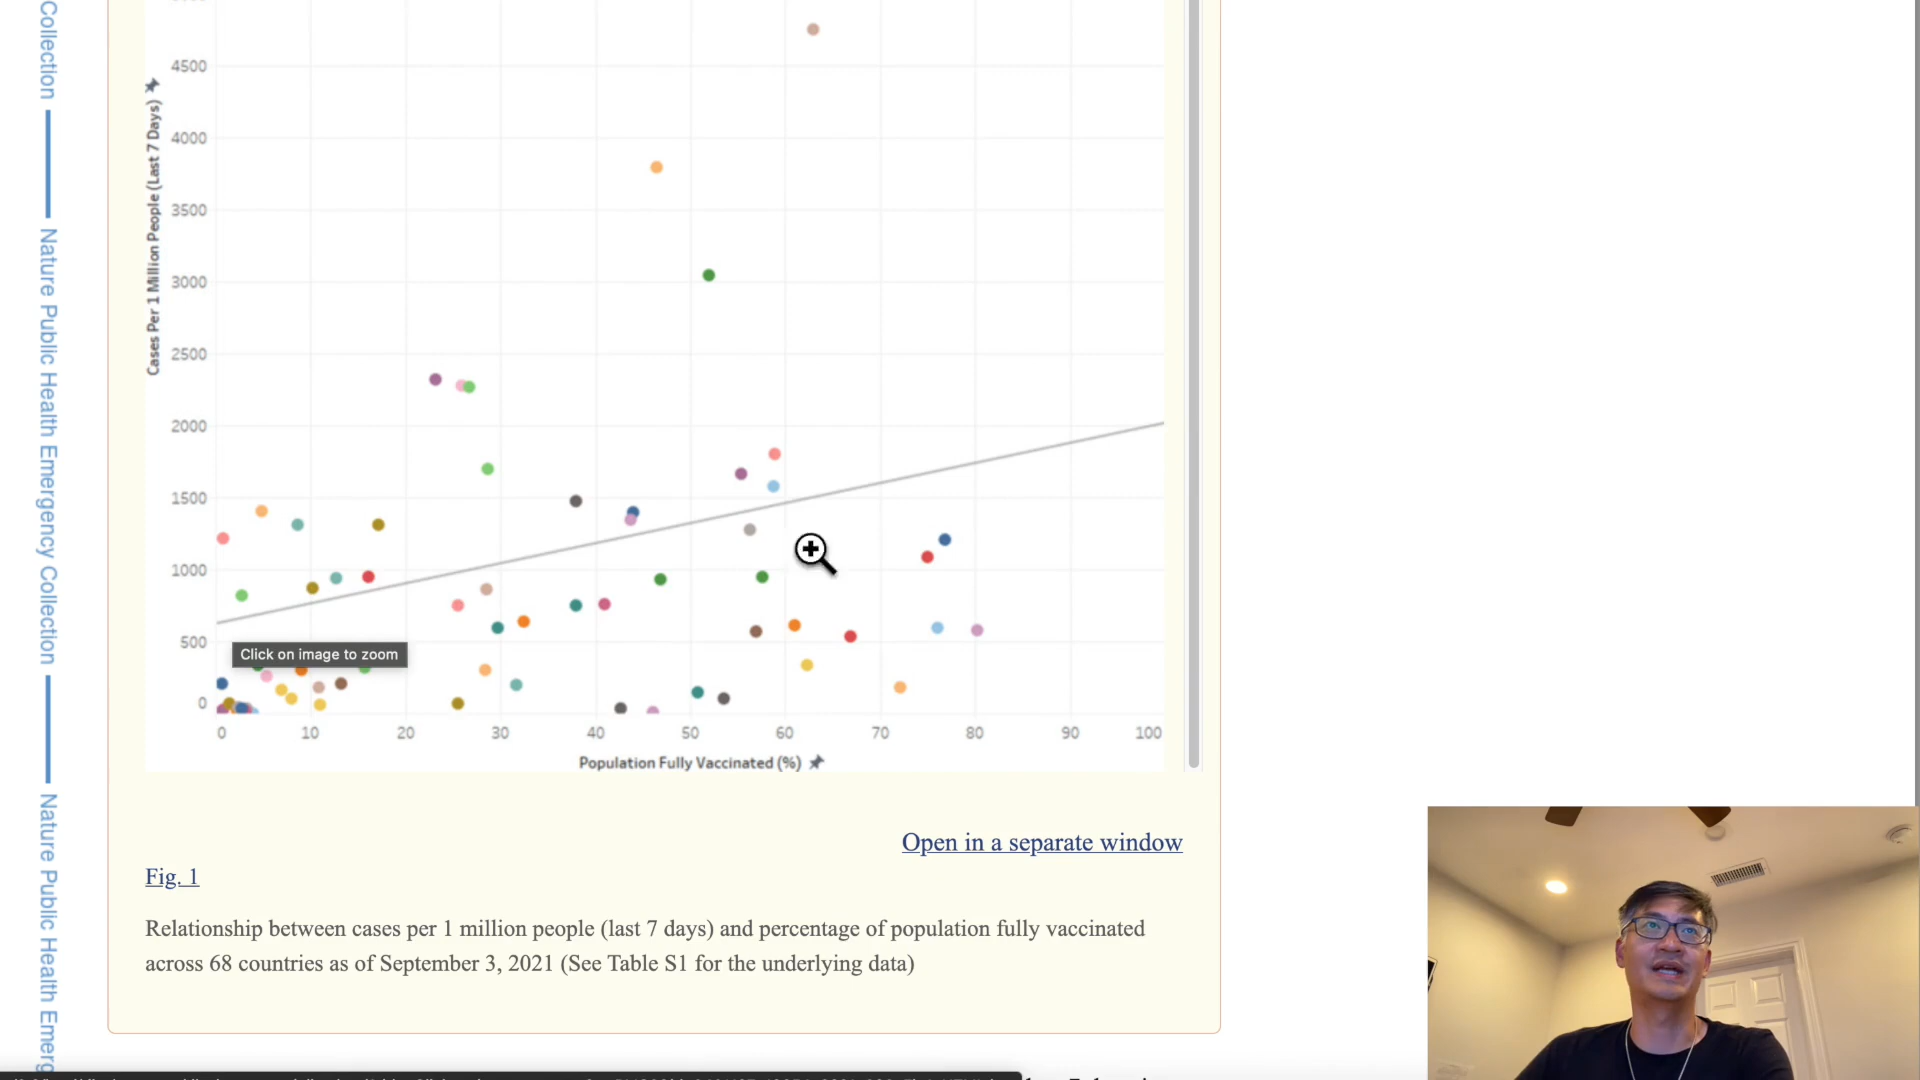 Collection
Nature Public Health Emergency Collection
Nature Public Health Emerg
Cases Per 1 Million People (Last 7 Days)
4500
4000
3500
3000
2500
2000
1500
1000
500
0
Click on image to zoom
0 10 20 30 40 50 60 70 80 90 100
Population Fully Vaccinated (%)
Open in a separate window
Fig. 1
Relationship between cases per 1 million people (last 7 days) and percentage of population fully vaccinated
across 68 countries as of September 3, 2021 (See Table S1 for the underlying data)